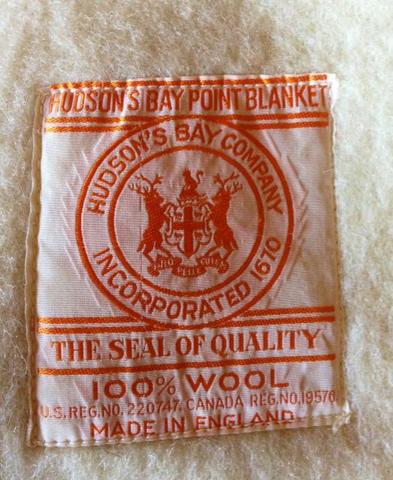 HUDSON'S BAY POINT BLANKET
HUDSON'S BAY COMPANY
PRO PELLE CUTEM
INCORPORATED 1670
THE SEAL OF QUALITY
100% WOOL
U.S. REG. NO. 220747. CANADA REG. NO. 19576
MADE IN ENGLAND